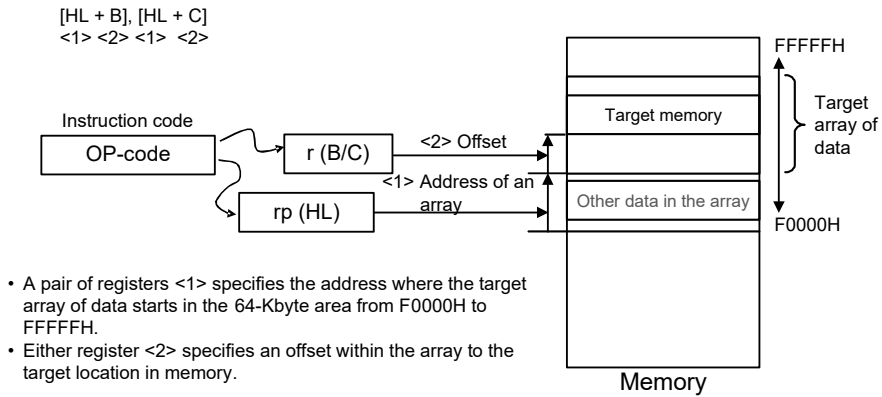 [HL + B], [HL + C]
<1> <2> <1> <2>
FFFFFH
Target memory
Target
array of
data
Instruction code
OP-code
r (B/C)
<2> Offset
<1> Address of an
array
rp (HL)
Other data in the array
F0000H
• A pair of registers <1> specifies the address where the target
array of data starts in the 64-Kbyte area from F0000H to
FFFFFH.
• Either register <2> specifies an offset within the array to the
target location in memory.
Memory